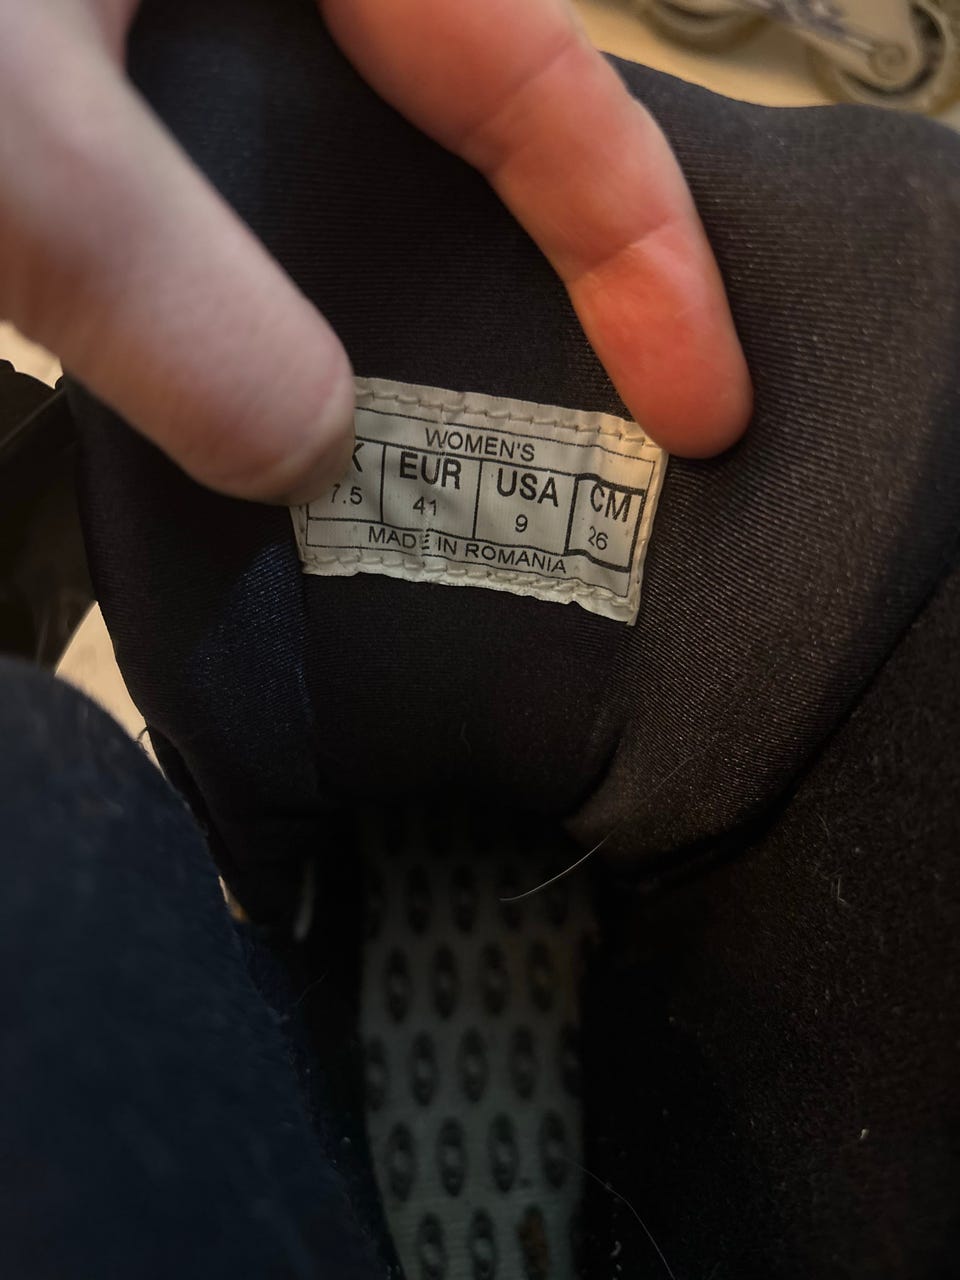 WOMEN'S
K EUR USA CM
7.5 41 9 26
MADE IN ROMANIA